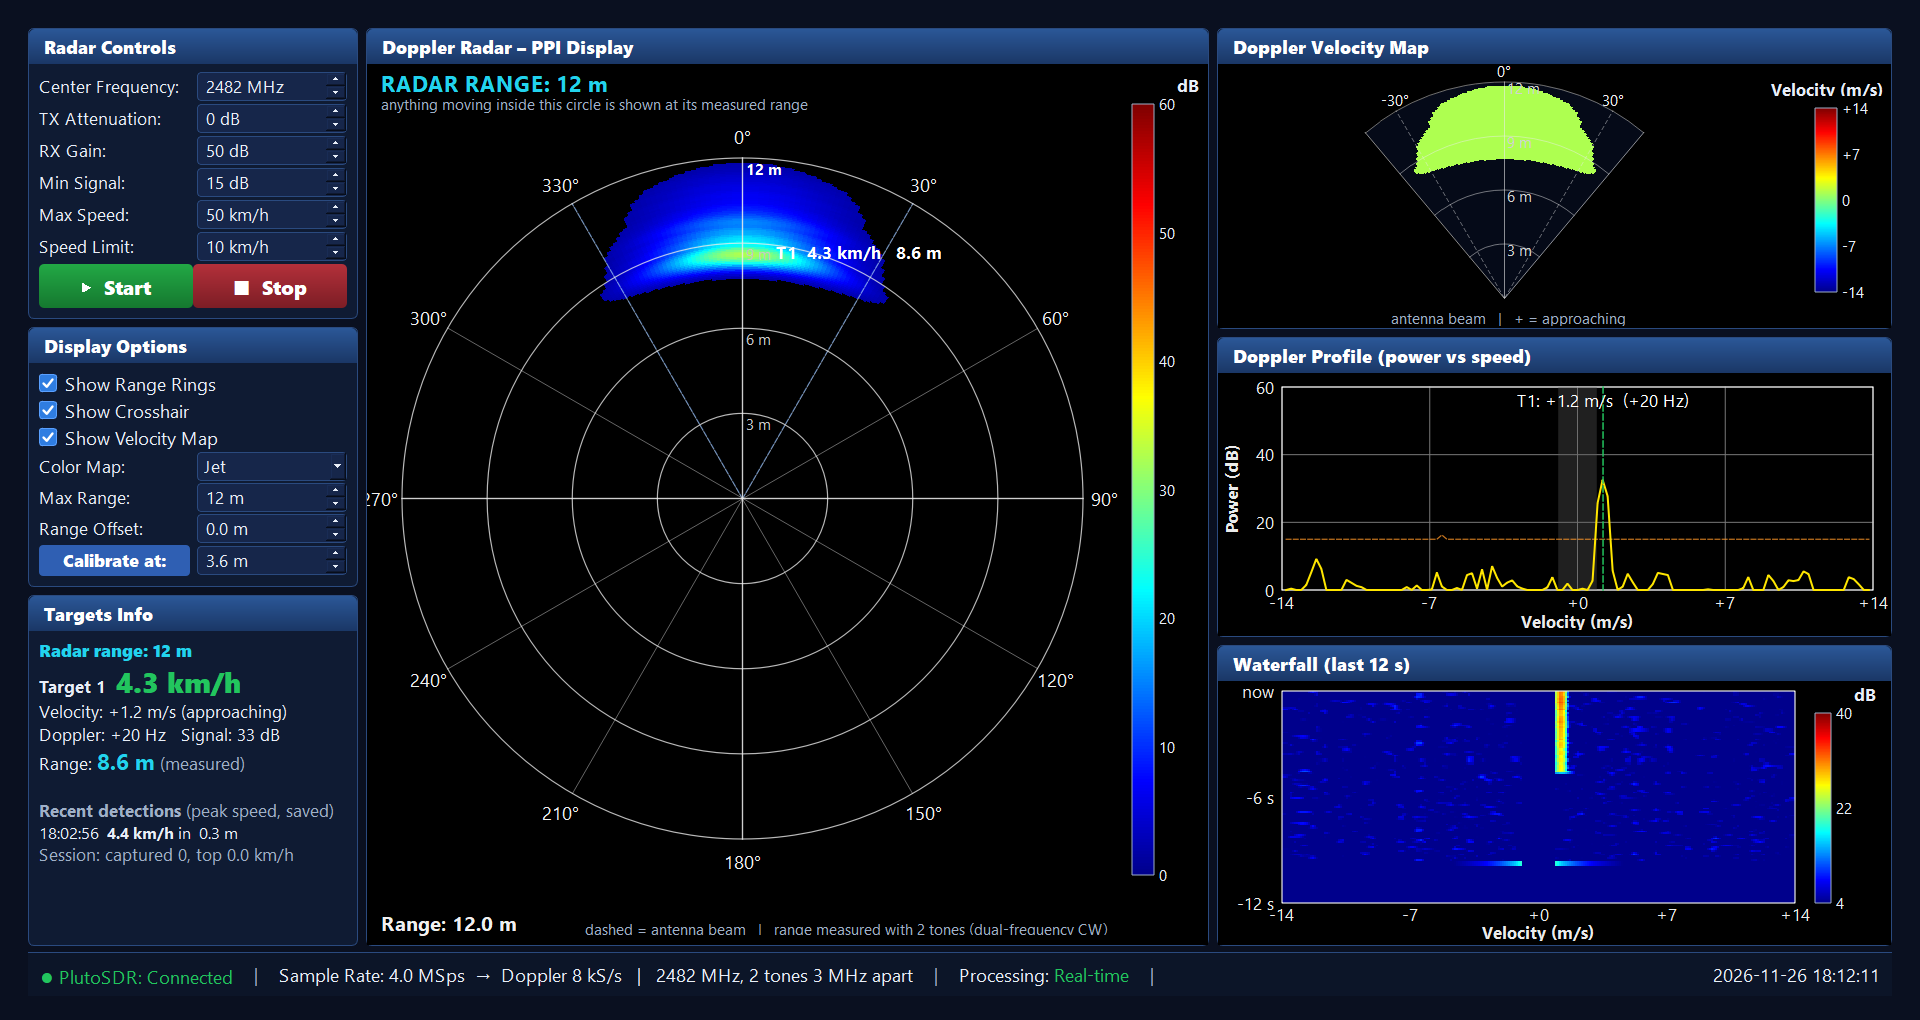 Radar Controls
Center Frequency: 2482 MHz
TX Attenuation: 0 dB
RX Gain: 50 dB
Min Signal: 15 dB
Max Speed: 50 km/h
Speed Limit: 10 km/h
Start
Stop
Display Options
Show Range Rings
Show Crosshair
Show Velocity Map
Color Map: Jet
Max Range: 12 m
Range Offset: 0.0 m
Calibrate at: 3.6 m
Targets Info
Radar range: 12 m
Target 1 4.3 km/h
Velocity: +1.2 m/s (approaching)
Doppler: +20 Hz Signal: 33 dB
Range: 8.6 m (measured)
Recent detections (peak speed, saved)
18:02:56 4.4 km/h in 0.3 m
Session: captured 0, top 0.0 km/h
Doppler Radar – PPI Display
RADAR RANGE: 12 m
anything moving inside this circle is shown at its measured range
dB
60
50
40
30
20
10
0
0°
30°
60°
90°
120°
150°
180°
210°
240°
270°
300°
330°
12 m
T1 4.3 km/h 8.6 m
6 m
3 m
Range: 12.0 m
dashed = antenna beam | range measured with 2 tones (dual-frequency CW)
Doppler Velocity Map
0°
-30°
30°
12 m
6 m
3 m
Velocity (m/s)
+14
+7
0
-7
-14
antenna beam | + = approaching
Doppler Profile (power vs speed)
T1: +1.2 m/s (+20 Hz)
Power (dB)
60
40
20
0
-14
-7
+0
+7
+14
Velocity (m/s)
Waterfall (last 12 s)
now
-6 s
-12 s
-14
-7
+0
+7
+14
Velocity (m/s)
dB
40
22
4
PlutoSDR: Connected | Sample Rate: 4.0 MSps → Doppler 8 kS/s | 2482 MHz, 2 tones 3 MHz apart | Processing: Real-time |
2026-11-26 18:12:11